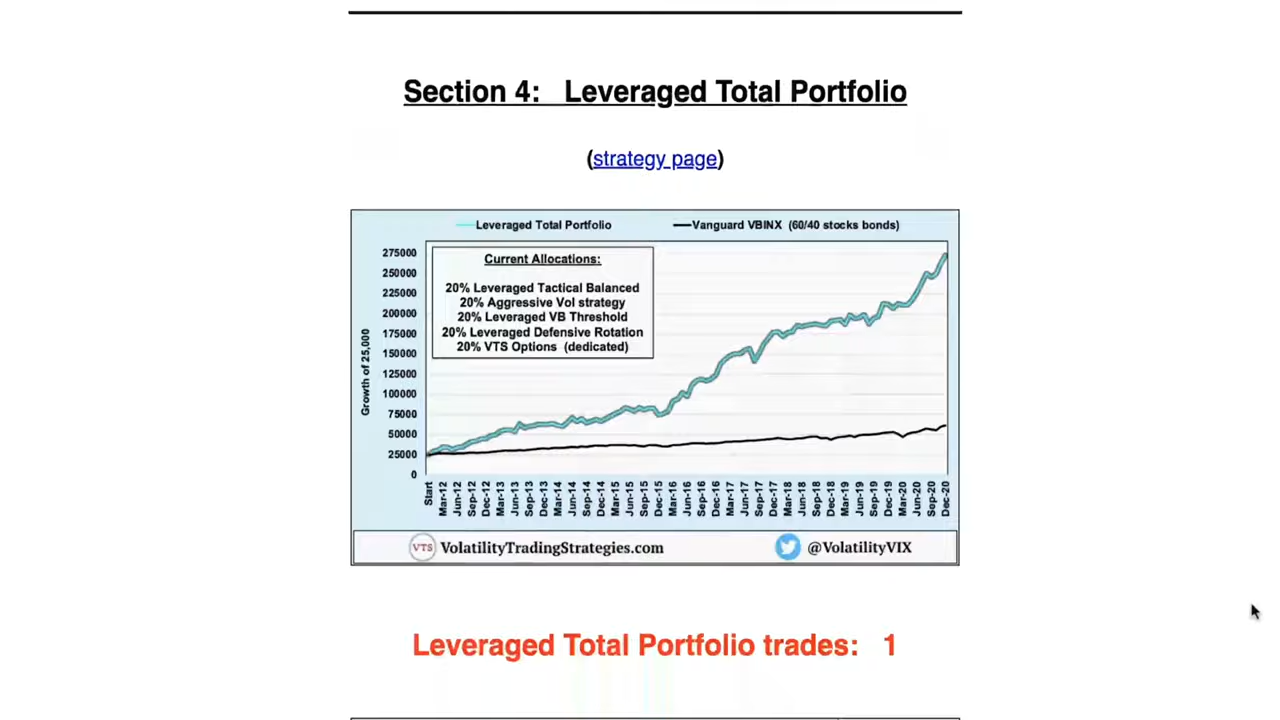 Section 4: Leveraged Total Portfolio
(strategy page)
Leveraged Total Portfolio
Vanguard VBINX (60/40 stocks bonds)
Current Allocations:
20% Leveraged Tactical Balanced
20% Aggressive Vol strategy
20% Leveraged VB Threshold
20% Leveraged Defensive Rotation
20% VTS Options (dedicated)
Growth of 25,000
275000
250000
225000
200000
175000
150000
125000
100000
75000
50000
25000
0
Start
Mar-12
Jun-12
Sep-12
Dec-12
Mar-13
Jun-13
Sep-13
Dec-13
Mar-14
Jun-14
Sep-14
Dec-14
Mar-15
Jun-15
Sep-15
Dec-15
Mar-16
Jun-16
Sep-16
Dec-16
Mar-17
Jun-17
Sep-17
Dec-17
Mar-18
Jun-18
Sep-18
Dec-18
Mar-19
Jun-19
Sep-19
Dec-19
Mar-20
Jun-20
Sep-20
Dec-20
VTS VolatilityTradingStrategies.com
@VolatilityVIX
Leveraged Total Portfolio trades: 1